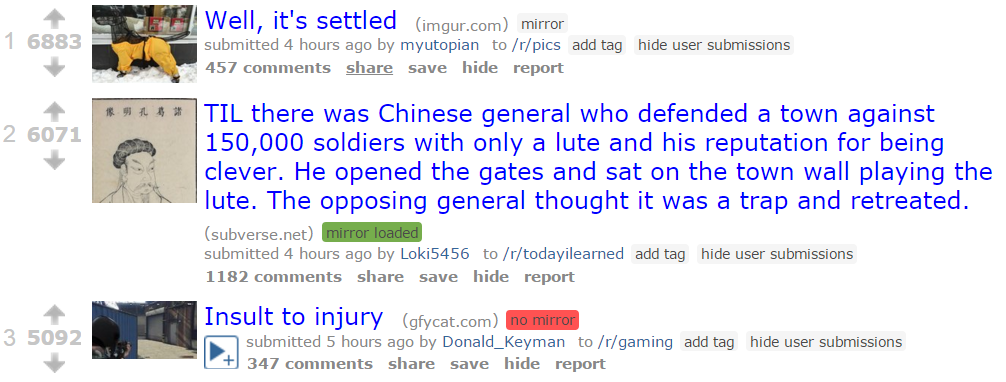 Well, it's settled (imgur.com) mirror
1 6883
submitted 4 hours ago by myutopian to /r/pics add tag hide user submissions
457 comments share save hide report
TIL there was Chinese general who defended a town against
2 6071
150,000 soldiers with only a lute and his reputation for being
clever. He opened the gates and sat on the town wall playing the
lute. The opposing general thought it was a trap and retreated.
像明孔葛諸
(subverse.net) mirror loaded
submitted 4 hours ago by Loki5456 to /r/todayilearned add tag hide user submissions
1182 comments share save hide report
Insult to injury (gfycat.com) no mirror
3 5092
submitted 5 hours ago by Donald_Keyman to /r/gaming add tag hide user submissions
347 comments share save hide report